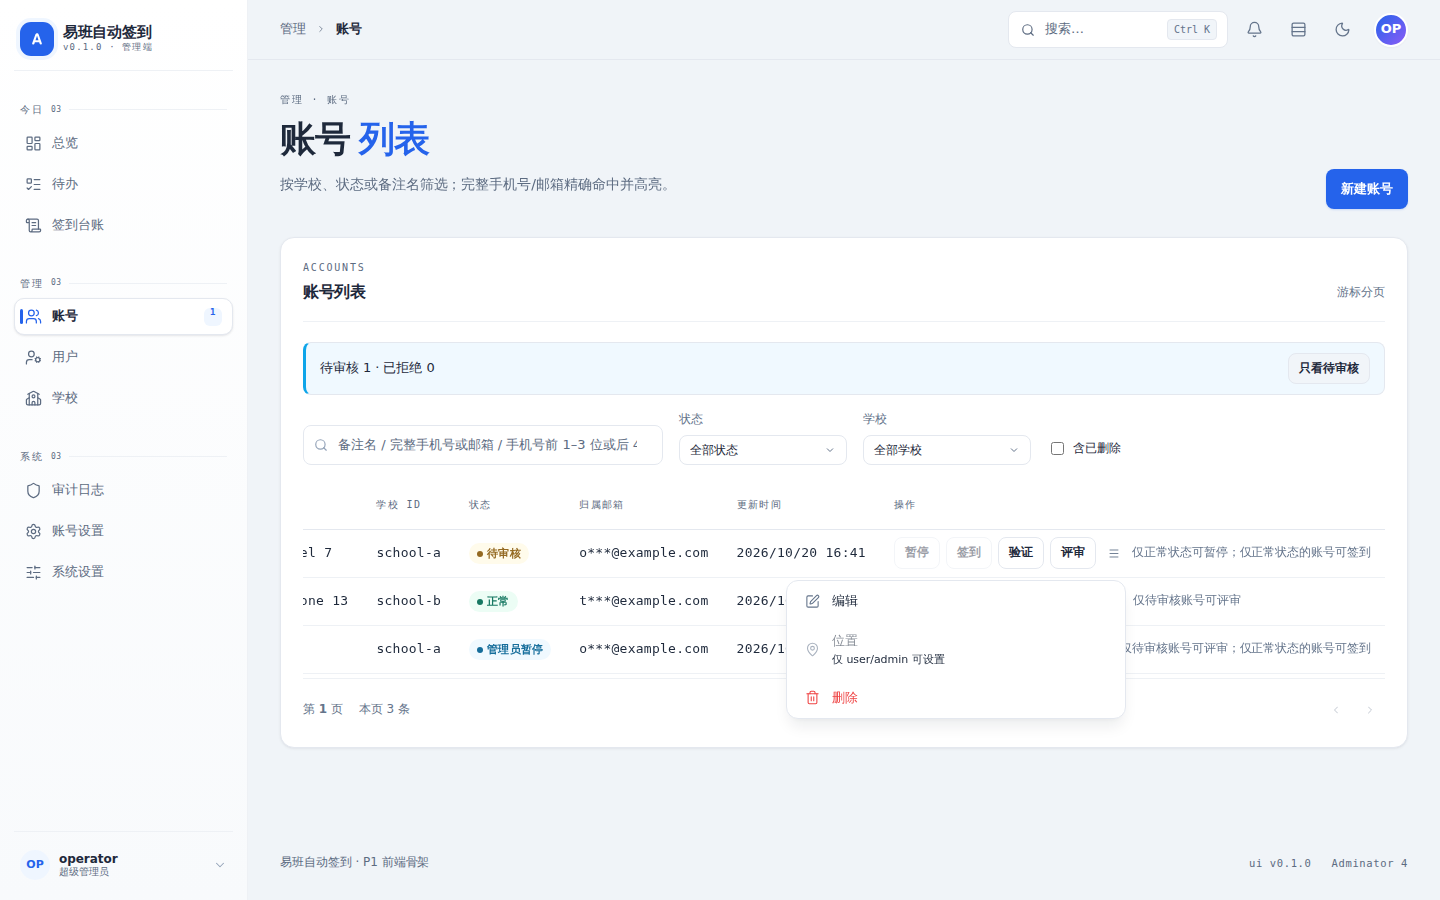 A
易班自动签到
v0.1.0 · 管理端
今日 03
总览
待办
签到台账
管理 03
账号 1
用户
学校
系统 03
审计日志
账号设置
系统设置
OP
operator
超级管理员
管理 › 账号
搜索... Ctrl K
OP
管理 · 账号
账号 列表
按学校、状态或备注名筛选；完整手机号/邮箱精确命中并高亮。
新建账号
ACCOUNTS
账号列表
游标分页
待审核 1 · 已拒绝 0
只看待审核
状态
学校
备注名 / 完整手机号或邮箱 / 手机号前 1–3 位或后
全部状态
全部学校
含已删除
学校 ID 状态 归属邮箱 更新时间 操作
el 7 school-a 待审核 o***@example.com 2026/10/20 16:41 暂停 签到 验证 评审 仅正常状态可暂停；仅正常状态的账号可签到
one 13 school-b 正常 t***@example.com 2026/1 仅待审核账号可评审
school-a 管理员暂停 o***@example.com 2026/1 仅待审核账号可评审；仅正常状态的账号可签到
编辑
位置
仅 user/admin 可设置
删除
第 1 页 本页 3 条
易班自动签到 · P1 前端骨架
ui v0.1.0 Adminator 4